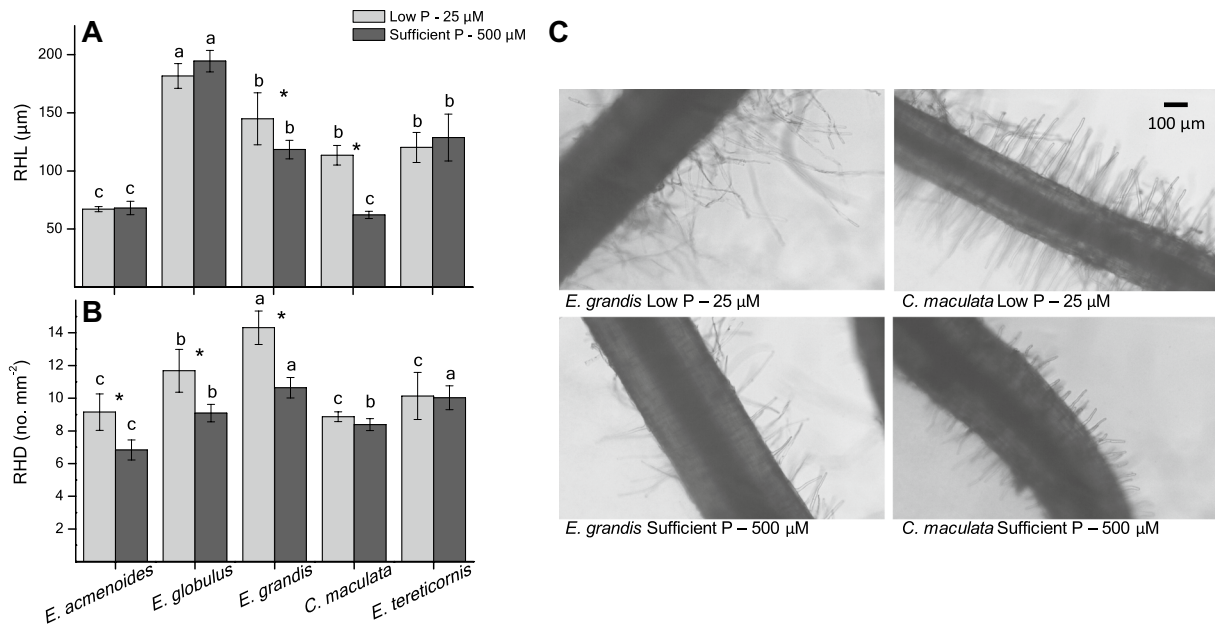 A
Low P - 25 µM
Sufficient P - 500 µM
RHL (µm)
200
150
100
50
c c a a b * b b * c b b
B
RHD (no. mm⁻²)
14
12
10
8
6
4
2
c * c b * b a * a c b c a
E. acmenoides
E. globulus
E. grandis
C. maculata
E. tereticornis
C
100 µm
E. grandis Low P – 25 µM
C. maculata Low P – 25 µM
E. grandis Sufficient P – 500 µM
C. maculata Sufficient P – 500 µM